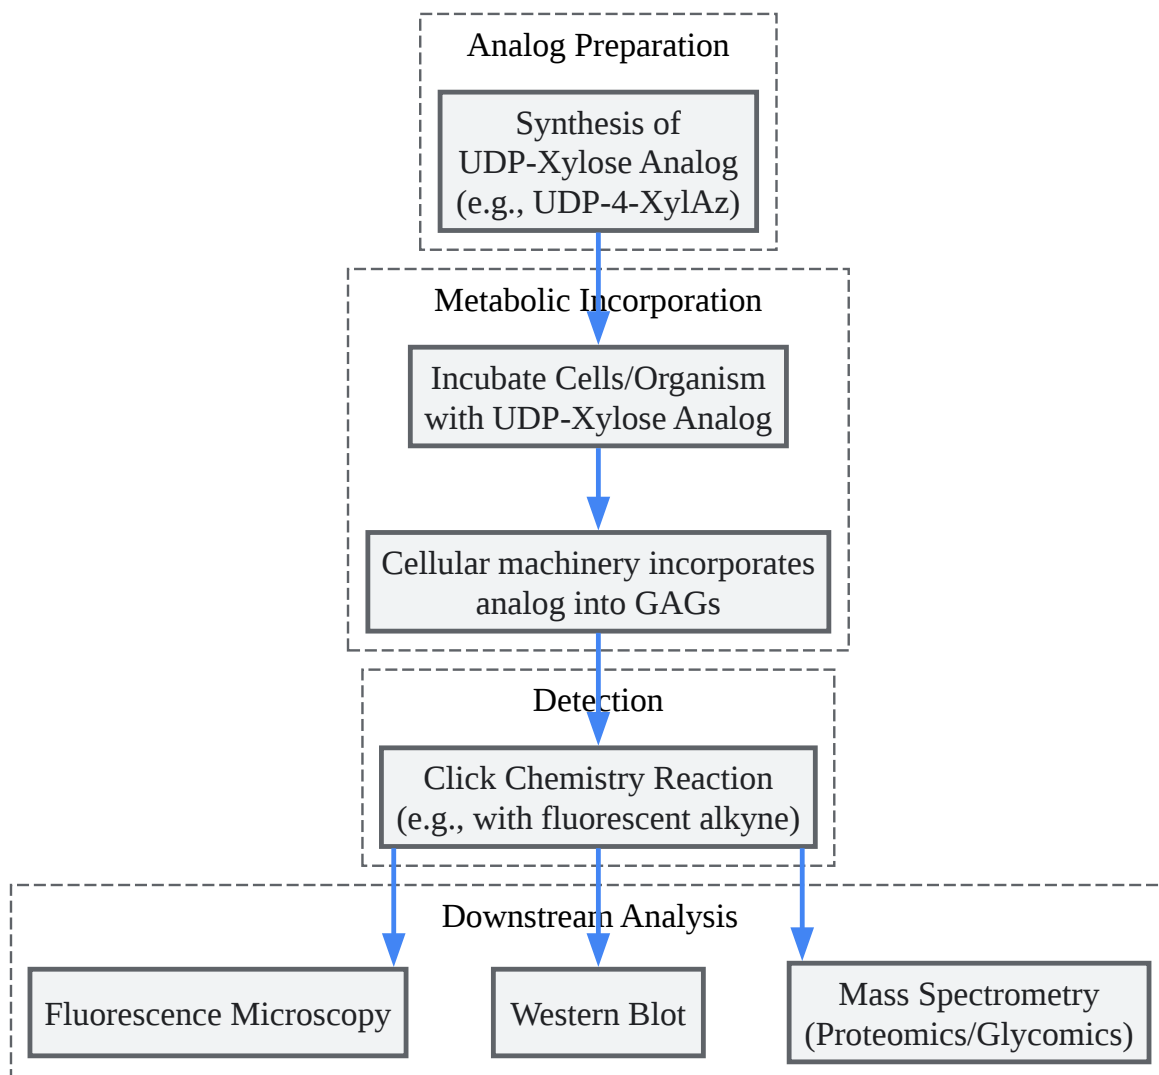 Analog Preparation
Synthesis of
UDP-Xylose Analog
(e.g., UDP-4-XylAz)
Metabolic Incorporation
Incubate Cells/Organism
with UDP-Xylose Analog
Cellular machinery incorporates
analog into GAGs
Detection
Click Chemistry Reaction
(e.g., with fluorescent alkyne)
Downstream Analysis
Fluorescence Microscopy
Western Blot
Mass Spectrometry
(Proteomics/Glycomics)